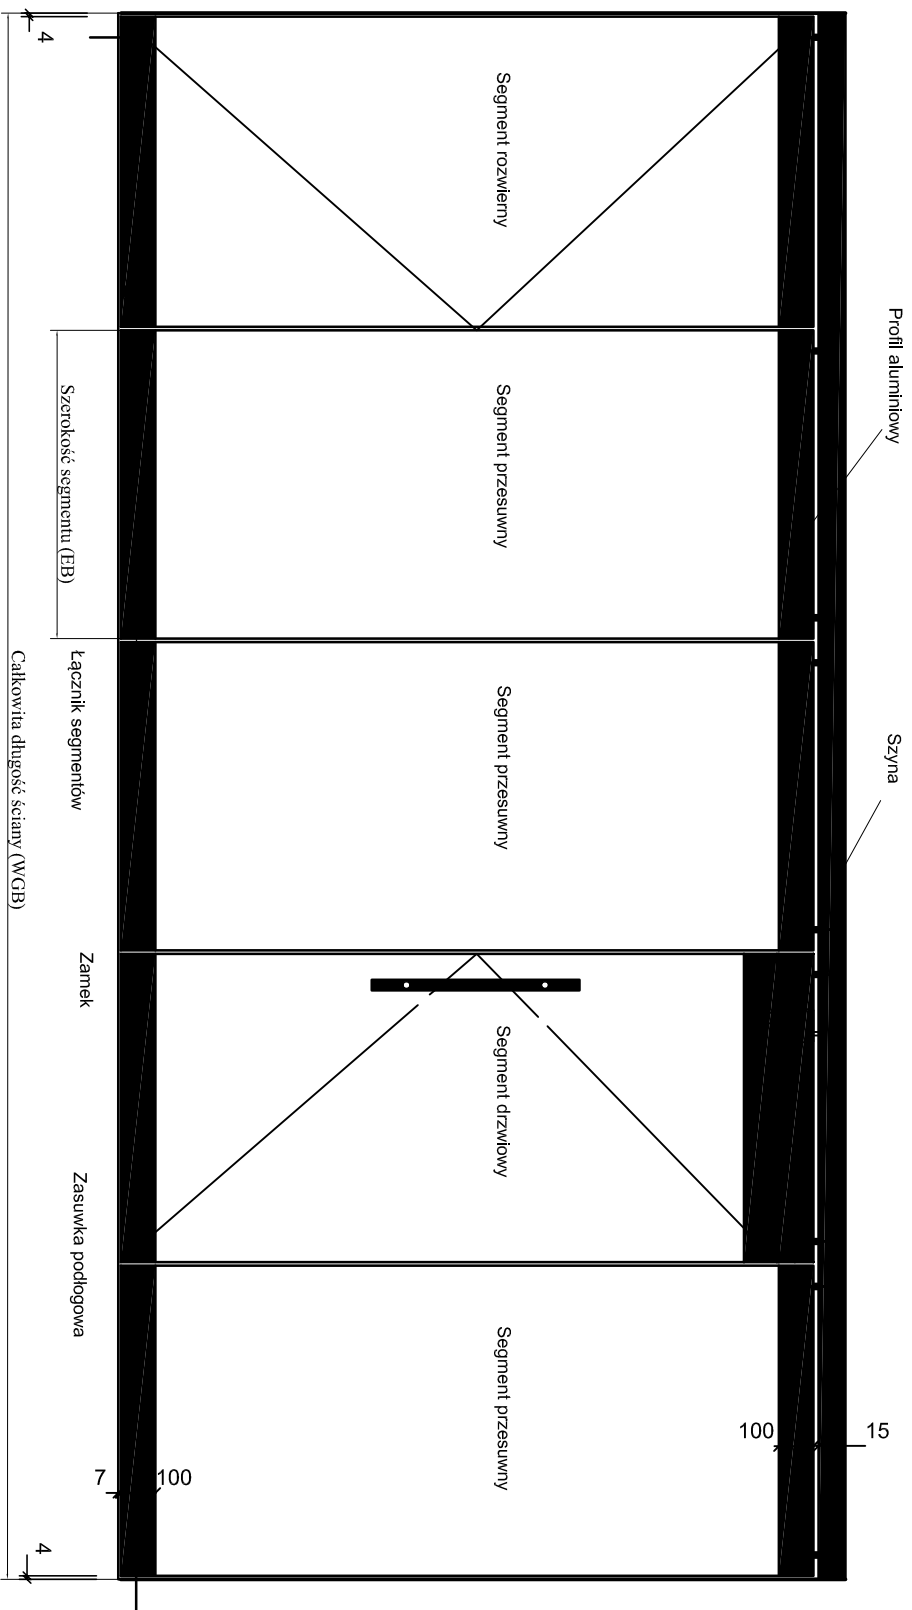 Profil aluminiowy
Szyna
4
Segment rozwierny
Segment przesuwny
Segment przesuwny
Segment drzwiowy
Segment przesuwny
15
100
100
7
4
Szerokość segmentu (EB)
Łącznik segmentów
Zamek
Zasuwka podłogowa
Całkowita długość ściany (WGB)